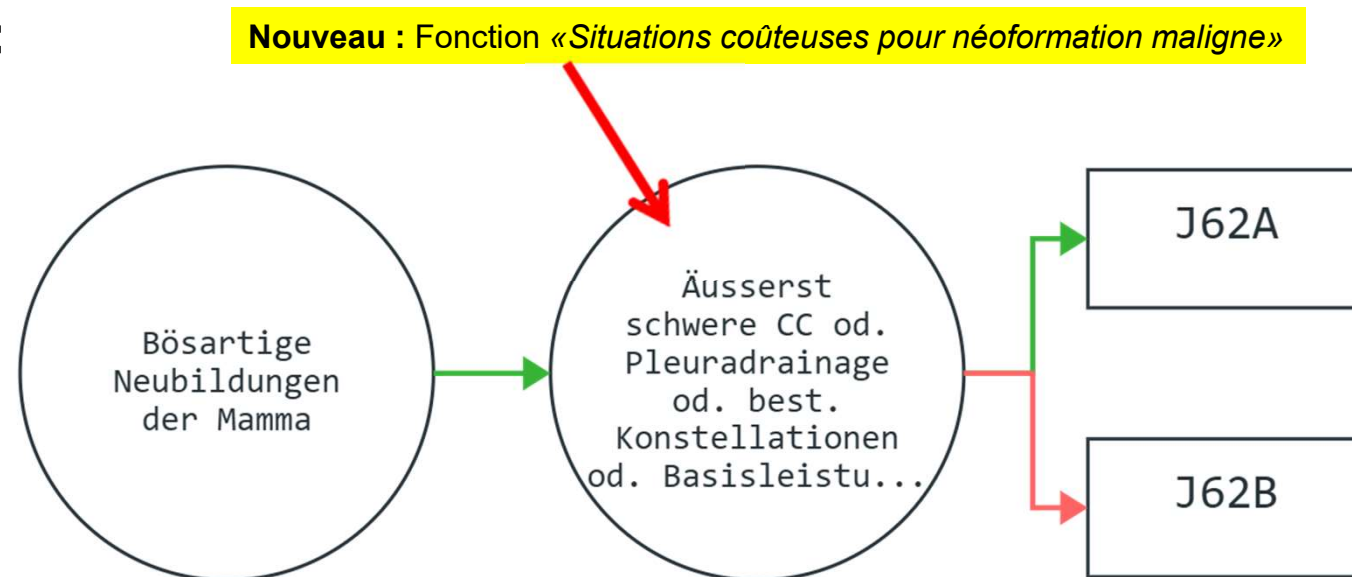 :
Nouveau : Fonction «Situations coûteuses pour néoformation maligne»
Bösartige
Neubildungen
der Mamma
Äusserst
schwere CC od.
Pleuradrainage
od. best.
Konstellationen
od. Basisleistu...
J62A
J62B